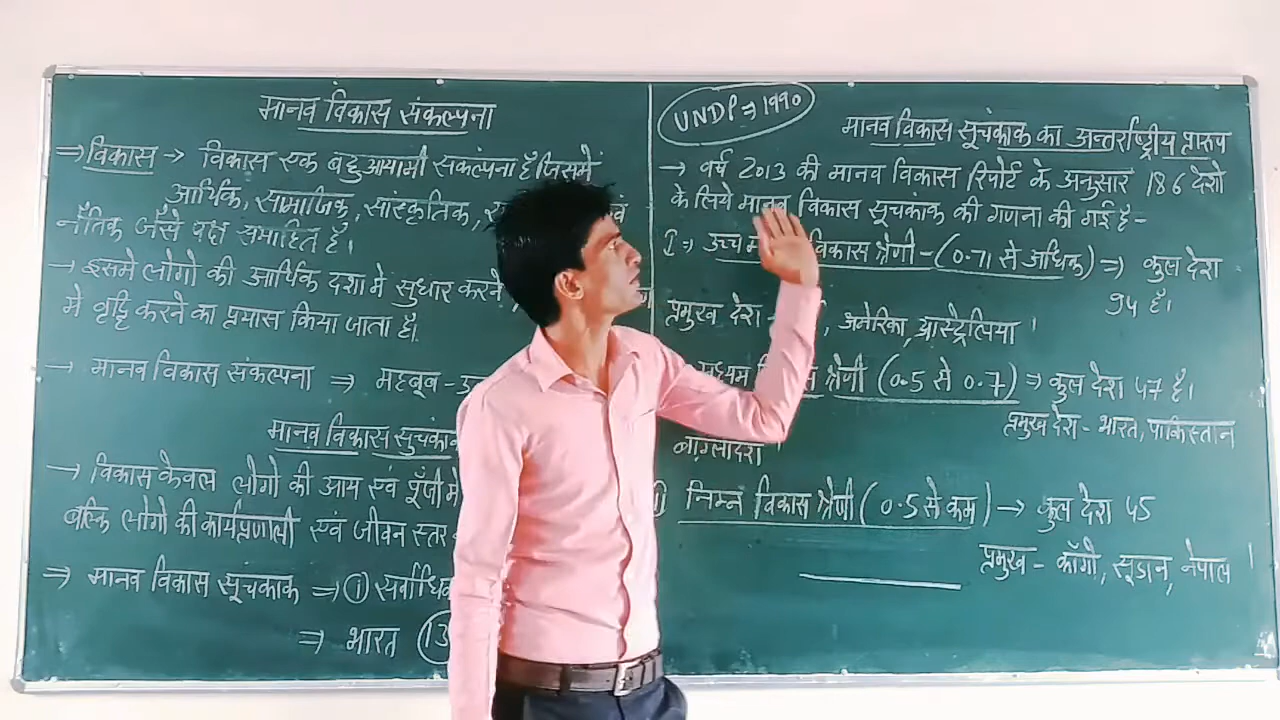 मानव विकास संकल्पना
⇒ विकास → विकास एक बहुआयामी संकल्पना है जिसमें
आर्थिक, सामाजिक, सांस्कृतिक,
नैतिक जैसे पक्ष समाहित है।
→ इसमे लोगो की आर्थिक दशा मे सुधार करने
मे वृद्धि करने का प्रयास किया जाता है।
→ मानव विकास संकल्पना ⇒ महबूब
मानव विकास सुचकांक
→ विकास केवल लोगो की आय एवं पूँजी मे
बल्कि लोगो की कार्यप्रणाली एवं जीवन स्तर
⇒ मानव विकास सूचकाक ⇒ ① सर्वाधिक
⇒ भारत
UNDP ⇒ 1990
मानव विकास सूचंकाक का अन्तर्राष्ट्रीय प्रारूप
→ वर्ष 2013 की मानव विकास रिपोर्ट के अनुसार 186 देशो
के लिये मानव विकास सूचकांक की गणना की गई है -
I ⇒ उच्च विकास श्रेणी - (0.71 से अधिक) ⇒ कुल देश
94 है।
प्रमुख देश - अमेरिका, आस्ट्रेलिया ।
मध्यम श्रेणी (0.5 से 0.7) ⇒ कुल देश 47 है।
प्रमुख देश - भारत, पाकिस्तान
बांग्लादेश ।
निम्न विकास श्रेणी (0.5 से कम) → कुल देश 45
प्रमुख - कॉंगो, सूडान, नेपाल ।